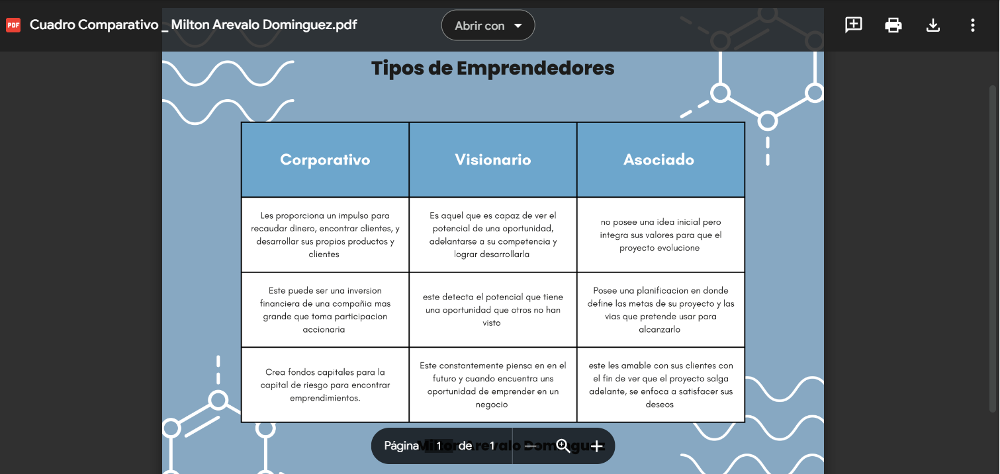 PDF
Cuadro Comparativo _ Milton Arevalo Dominguez.pdf
Abrir con
Tipos de Emprendedores
Corporativo
Visionario
Asociado
Les proporciona un impulso para
recaudar dinero, encontrar clientes, y
desarrollar sus propios productos y
clientes
Es aquel que es capaz de ver el
potencial de una oportunidad,
adelantarse a su competencia y
lograr desarrollarla
no posee una idea inicial pero
integra sus valores para que el
proyecto evolucione
Este puede ser una inversion
financiera de una compañia mas
grande que toma participacion
accionaria
este detecta el potencial que tiene
una oportunidad que otros no han
visto
Posee una planificacion en donde
define las metas de su proyecto y las
vias que pretende usar para
alcanzarlo
Crea fondos capitales para la
capital de riesgo para encontrar
emprendimientos.
Este constantemente piensa en en el
futuro y cuando encuentra uns
oportunidad de emprender en un
negocio
este les amable con sus clientes con
el fin de ver que el proyecto salga
adelante, se enfoca a satisfacer sus
deseos
Milton Arevalo Dominguez
Página 1 de 1